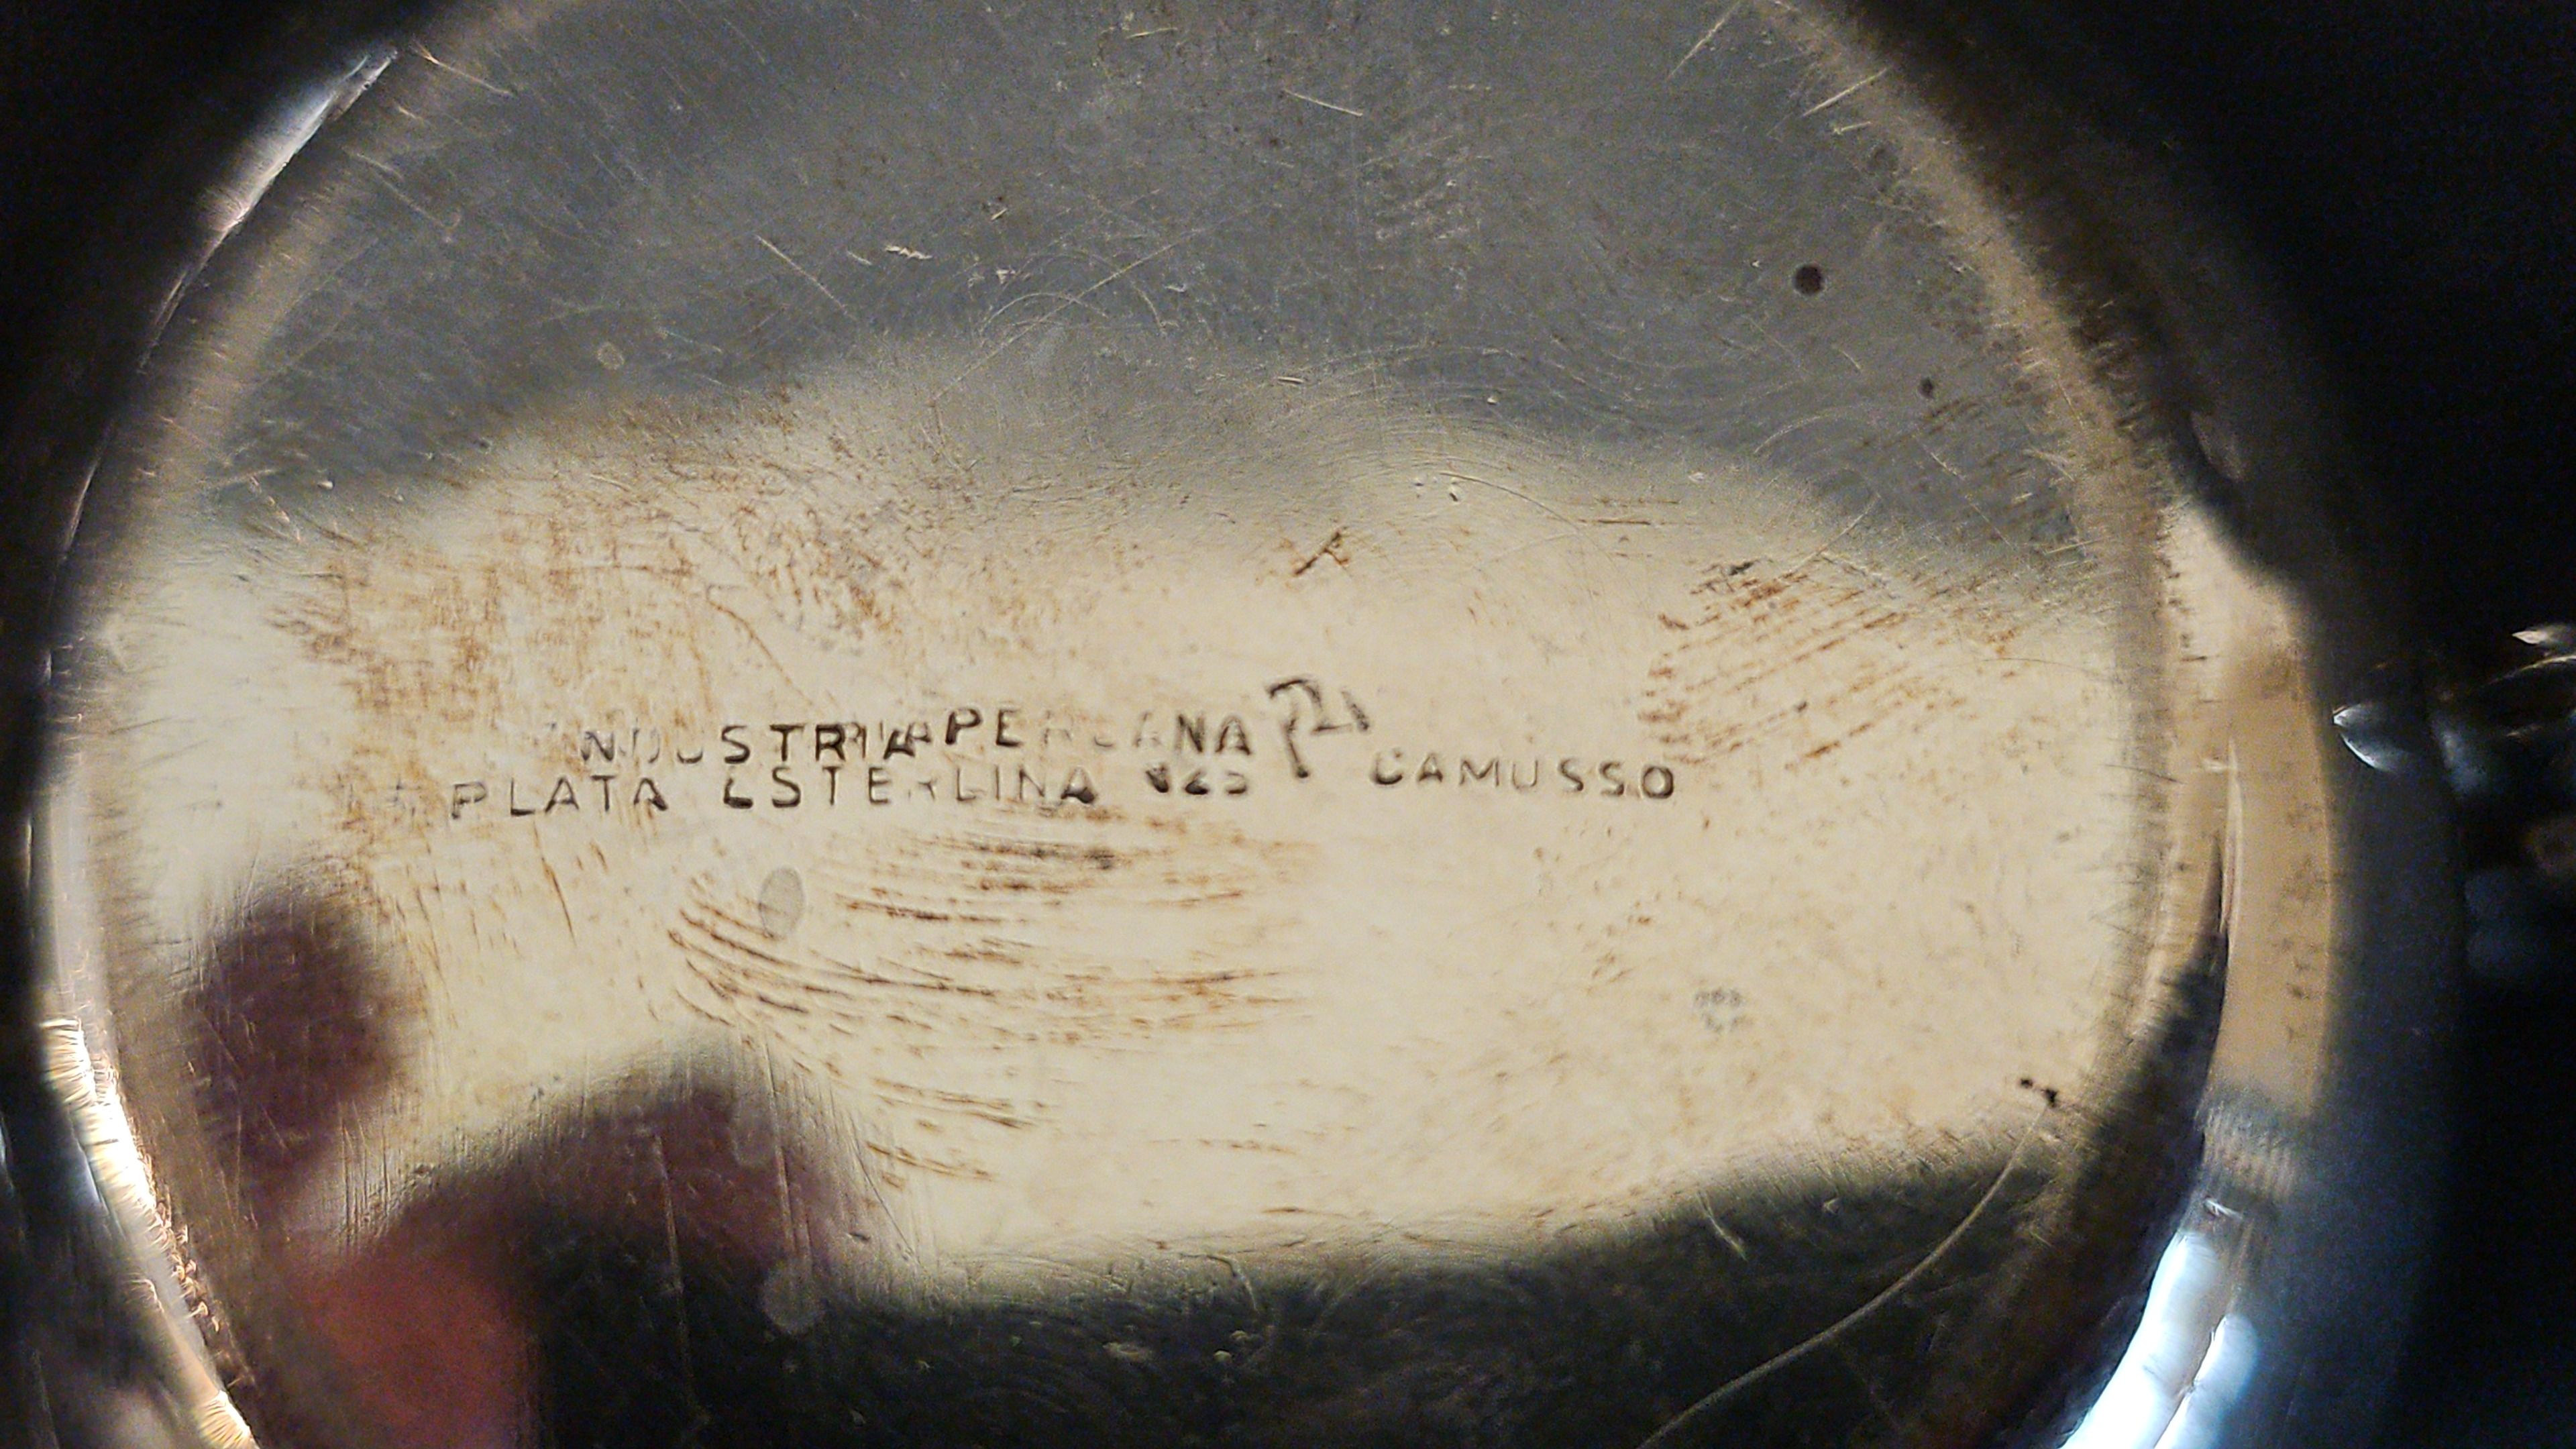 INDUSTRIA PERUANA
PLATA ESTERLINA 925 CAMUSSO